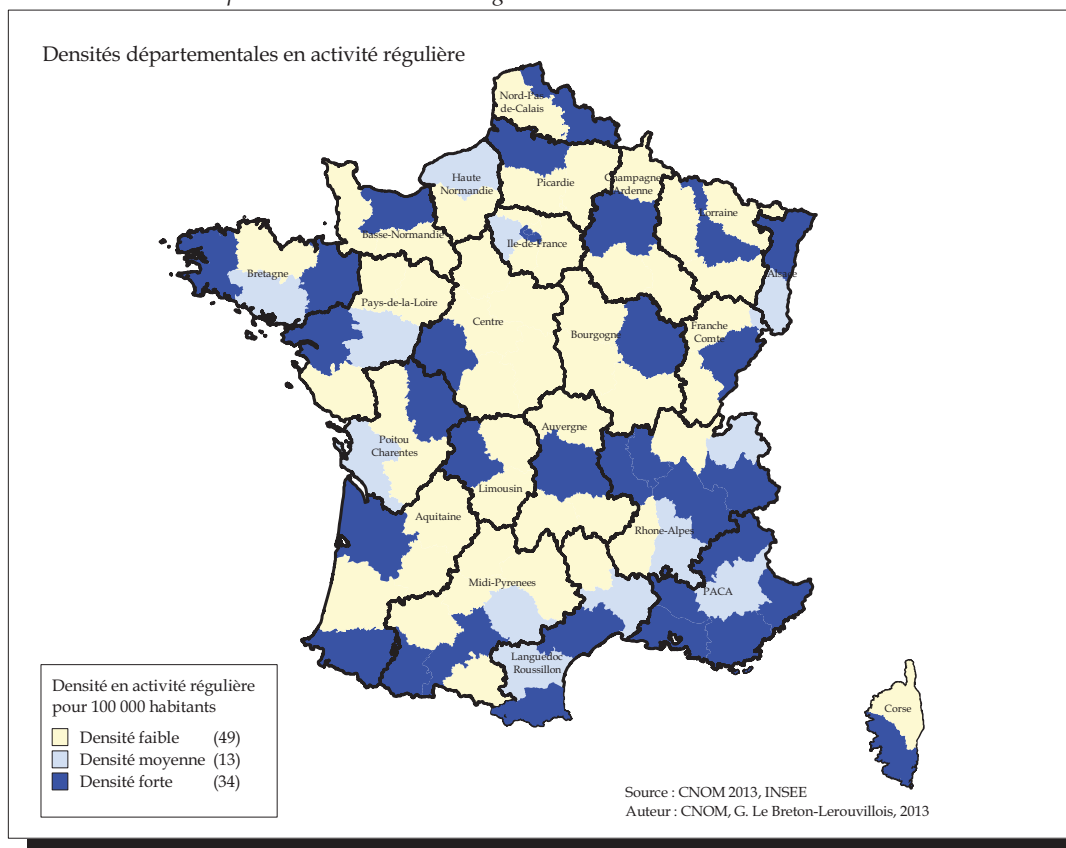 Densités départementales en activité régulière
Nord-Pas
de-Calais
Haute
Normandie
Picardie
Champagne
Ardenne
Lorraine
Basse-Normandie
Ile-de-France
Alsace
Bretagne
Pays-de-la-Loire
Centre
Bourgogne
Franche
Comte
Poitou
Charentes
Auvergne
Limousin
Aquitaine
Rhone-Alpes
Midi-Pyrenees
PACA
Languedoc
Roussillon
Corse
Densité en activité régulière
pour 100 000 habitants
Densité faible (49)
Densité moyenne (13)
Densité forte (34)
Source : CNOM 2013, INSEE
Auteur : CNOM, G. Le Breton-Lerouvillois, 2013